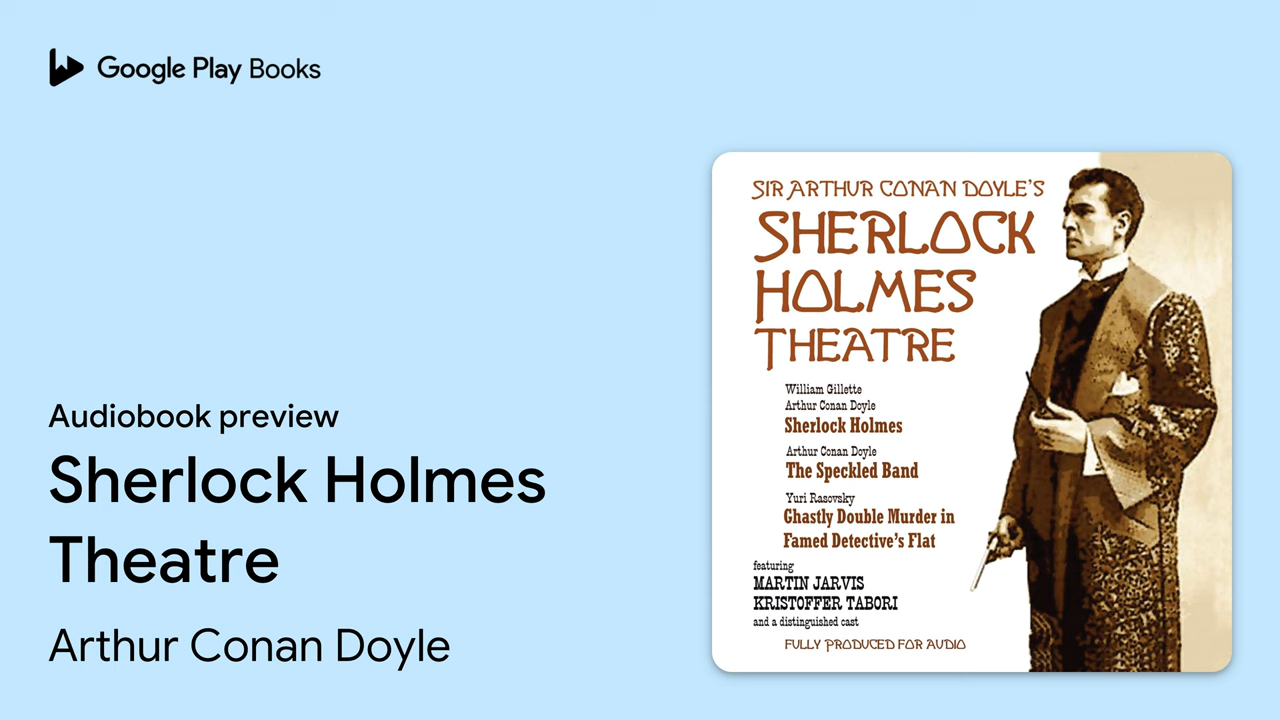 Google Play Books
Audiobook preview
Sherlock Holmes
Theatre
Arthur Conan Doyle
SIR ARTHUR CONAN DOYLE'S
SHERLOCK
HOLMES
THEATRE
William Gillette
Arthur Conan Doyle
Sherlock Holmes
Arthur Conan Doyle
The Speckled Band
Yuri Rasovsky
Ghastly Double Murder in
Famed Detective's Flat
featuring
MARTIN JARVIS
KRISTOFFER TABORI
and a distinguished cast
FULLY PRODUCED FOR AUDIO